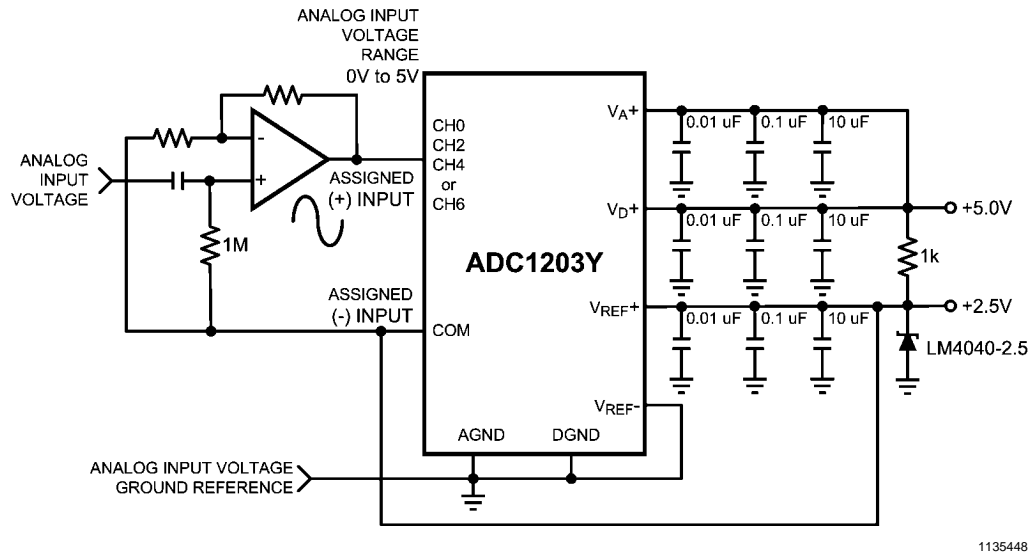 ANALOG INPUT
VOLTAGE
RANGE
0V to 5V
CH0
CH2
CH4
or
CH6
ANALOG
INPUT
VOLTAGE
-
+
ASSIGNED
(+) INPUT
1M
ASSIGNED
(-) INPUT
COM
ADC1203Y
VA+
0.01 uF
0.1 uF
10 uF
VD+
0.01 uF
0.1 uF
10 uF
+5.0V
1k
VREF+
0.01 uF
0.1 uF
10 uF
+2.5V
LM4040-2.5
VREF-
AGND
DGND
ANALOG INPUT VOLTAGE
GROUND REFERENCE
1135448